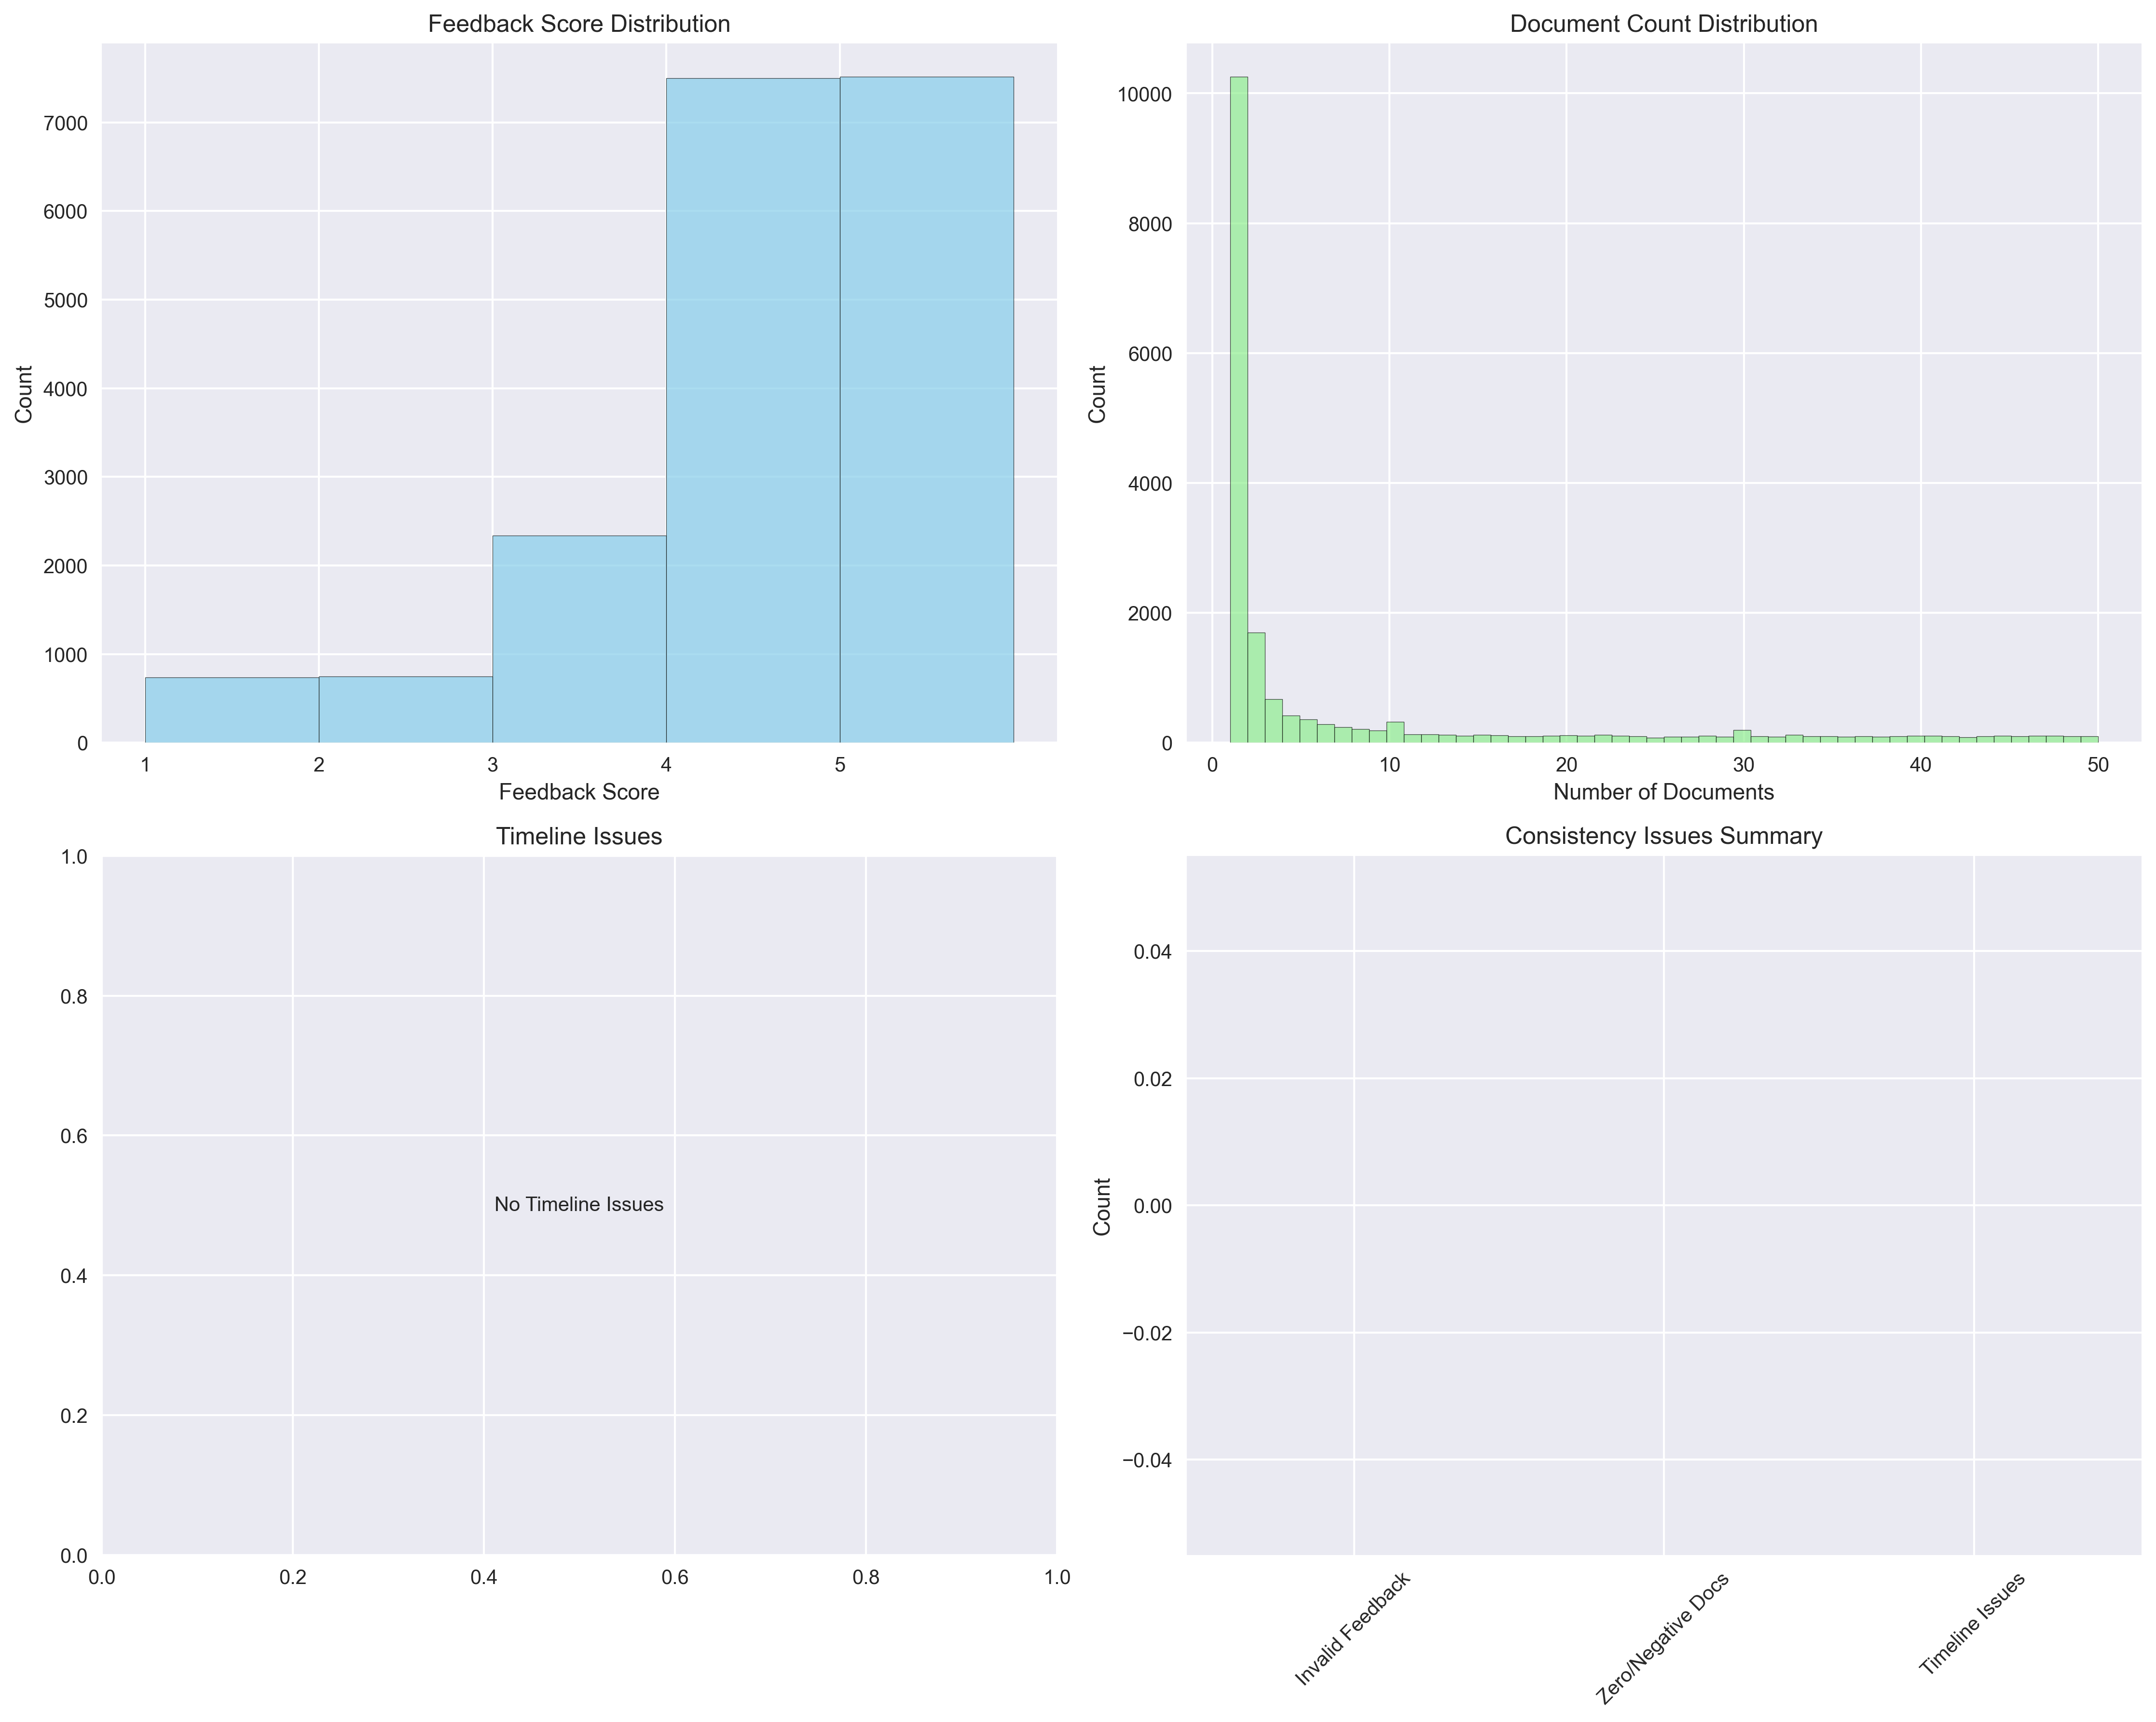 Feedback Score Distribution
7000
6000
5000
4000
3000
2000
1000
0
Count
1 2 3 4 5
Feedback Score
Document Count Distribution
10000
8000
6000
4000
2000
0
Count
0 10 20 30 40 50
Number of Documents
Timeline Issues
1.0
0.8
0.6
0.4
0.2
0.0
No Timeline Issues
0.0 0.2 0.4 0.6 0.8 1.0
Consistency Issues Summary
0.04
0.02
0.00
−0.02
−0.04
Count
Invalid Feedback
Zero/Negative Docs
Timeline Issues